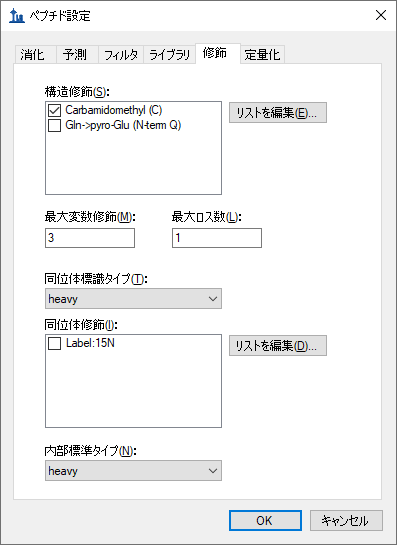 ペプチド設定
消化 予測 フィルタ ライブラリ 修飾 定量化
構造修飾(S):
Carbamidomethyl (C)
Gln->pyro-Glu (N-term Q)
リストを編集(E)...
最大変数修飾(M): 最大ロス数(L):
3 1
同位体標識タイプ(T):
heavy
同位体修飾(I):
Label:15N
リストを編集(D)...
内部標準タイプ(N):
heavy
OK キャンセル